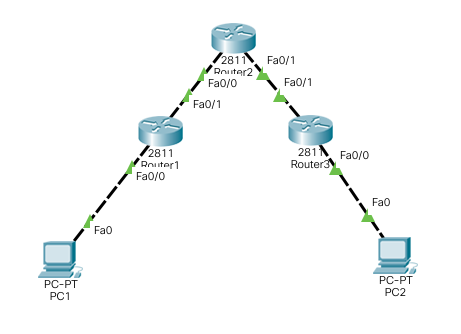 2811
Router2
Fa0/1
Fa0/0
Fa0/1
Fa0/1
2811
Router1
2811
Router3
Fa0/0
Fa0/0
Fa0
Fa0
PC-PT
PC1
PC-PT
PC2